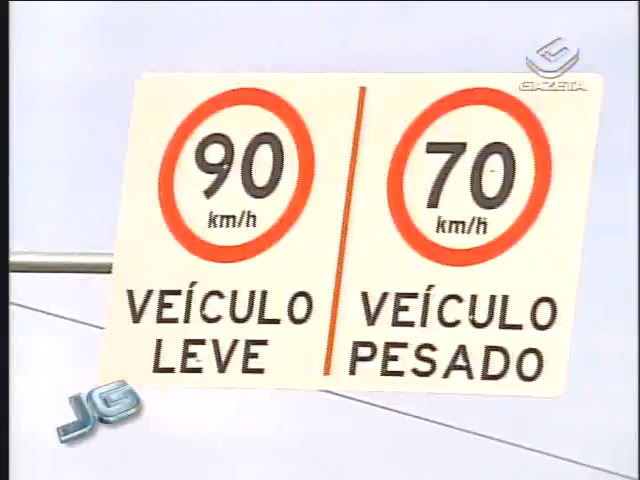 GAZETA
90
km/h
VEÍCULO
LEVE
70
km/h
VEÍCULO
PESADO
JG